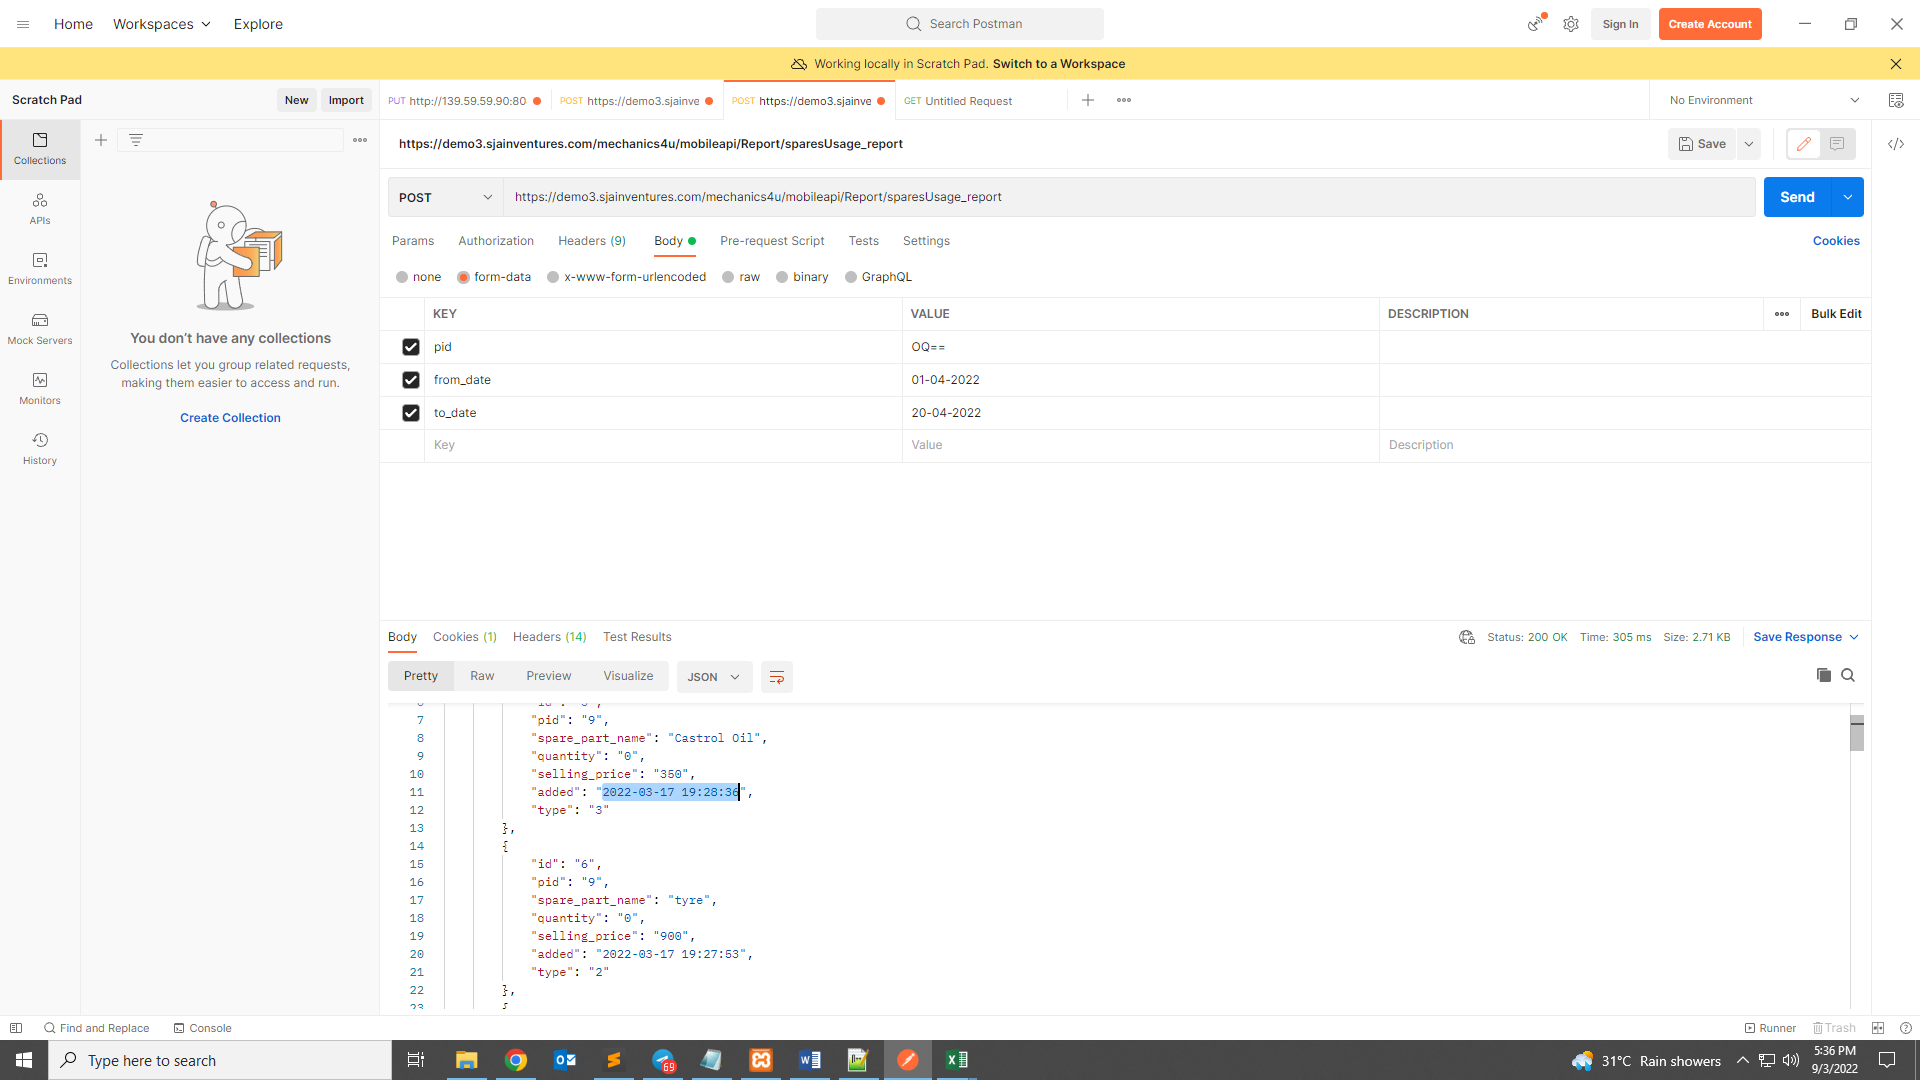 Home
Workspaces
Explore
Search Postman
Sign In
Create Account
Working locally in Scratch Pad. Switch to a Workspace
Scratch Pad
New
Import
PUT http://139.59.59.90:80
POST https://demo3.sjainve
POST https://demo3.sjainve
GET Untitled Request
No Environment
Collections
APIs
Environments
Mock Servers
Monitors
History
You don't have any collections
Collections let you group related requests,
making them easier to access and run.
Create Collection
https://demo3.sjainventures.com/mechanics4u/mobileapi/Report/sparesUsage_report
Save
POST
https://demo3.sjainventures.com/mechanics4u/mobileapi/Report/sparesUsage_report
Send
Params
Authorization
Headers (9)
Body
Pre-request Script
Tests
Settings
Cookies
none
form-data
x-www-form-urlencoded
raw
binary
GraphQL
KEY
VALUE
DESCRIPTION
Bulk Edit
pid
OQ==
from_date
01-04-2022
to_date
20-04-2022
Key
Value
Description
Body
Cookies (1)
Headers (14)
Test Results
Status: 200 OK
Time: 305 ms
Size: 2.71 KB
Save Response
Pretty
Raw
Preview
Visualize
JSON
7 "pid": "9",
8 "spare_part_name": "Castrol Oil",
9 "quantity": "0",
10 "selling_price": "350",
11 "added": "2022-03-17 19:28:36",
12 "type": "3"
13 },
14 {
15 "id": "6",
16 "pid": "9",
17 "spare_part_name": "tyre",
18 "quantity": "0",
19 "selling_price": "900",
20 "added": "2022-03-17 19:27:53",
21 "type": "2"
22 },
23 {
Find and Replace
Console
Runner
Trash
Type here to search
69
31°C Rain showers
5:36 PM
9/3/2022